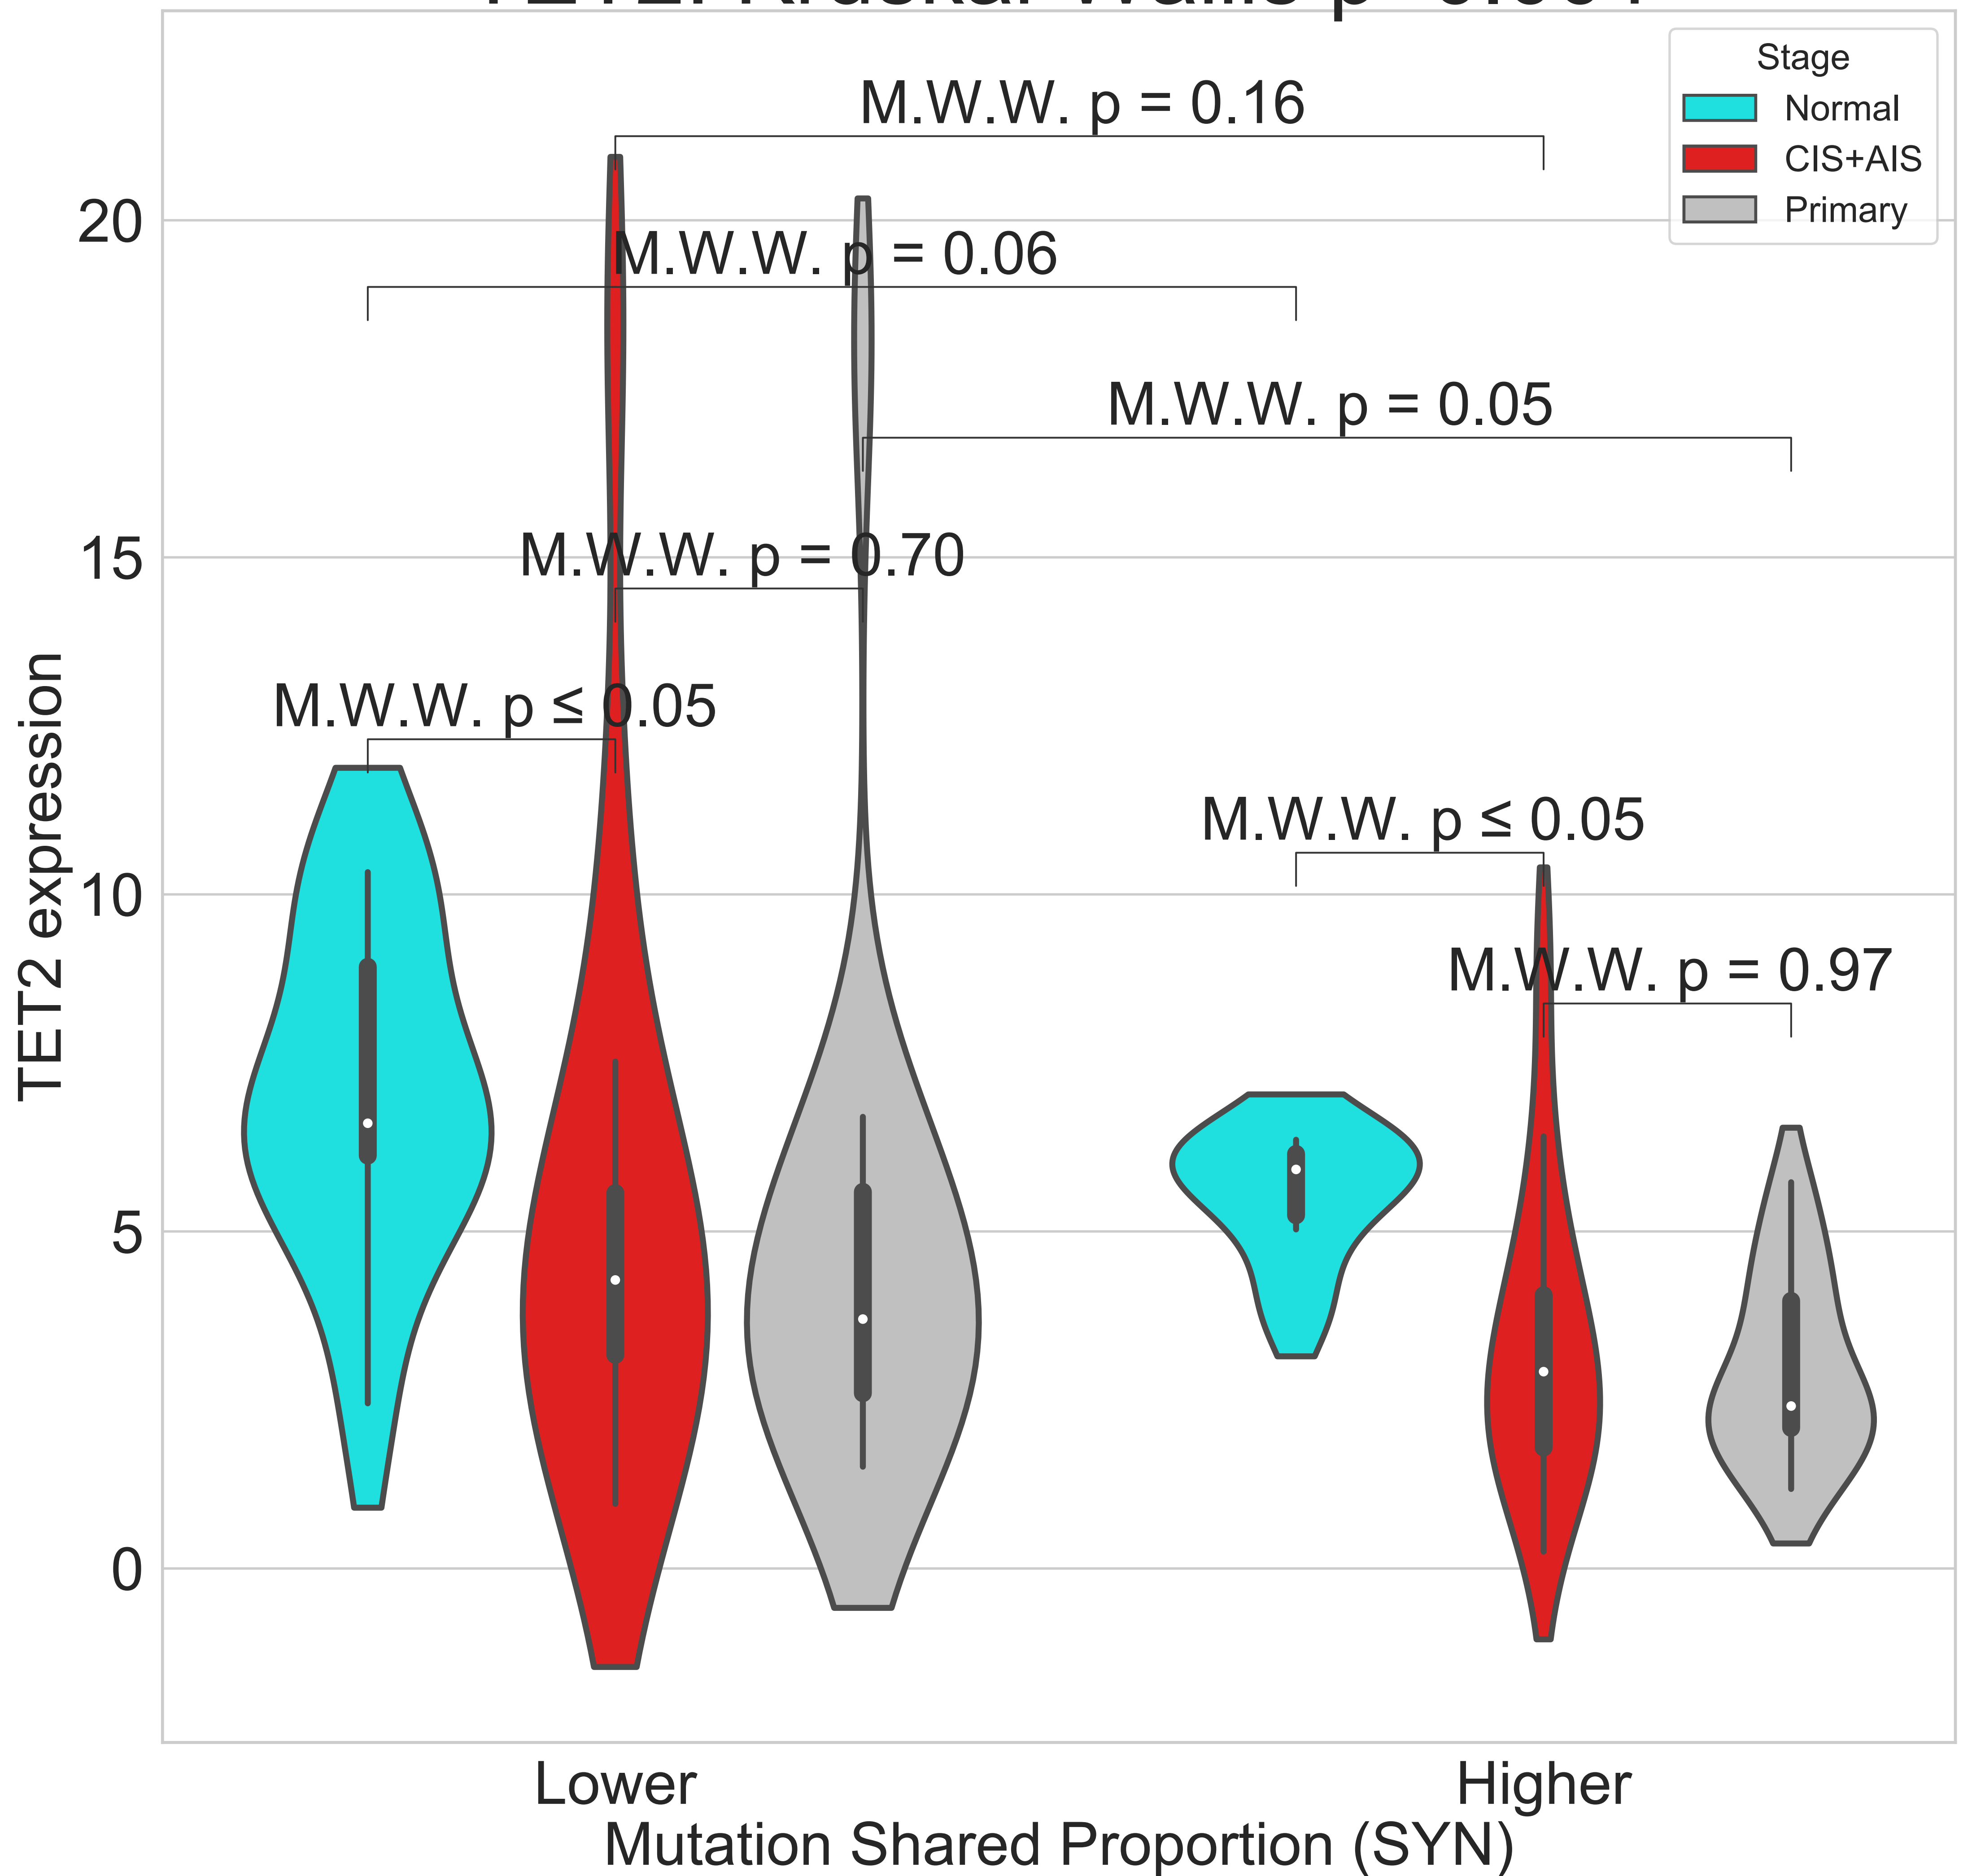 Stage
Normal
CIS+AIS
Primary
M.W.W. p = 0.16
M.W.W. p = 0.06
M.W.W. p = 0.05
M.W.W. p = 0.70
M.W.W. p ≤ 0.05
M.W.W. p ≤ 0.05
M.W.W. p = 0.97
20
15
10
5
0
TET2 expression
Lower
Higher
Mutation Shared Proportion (SYN)